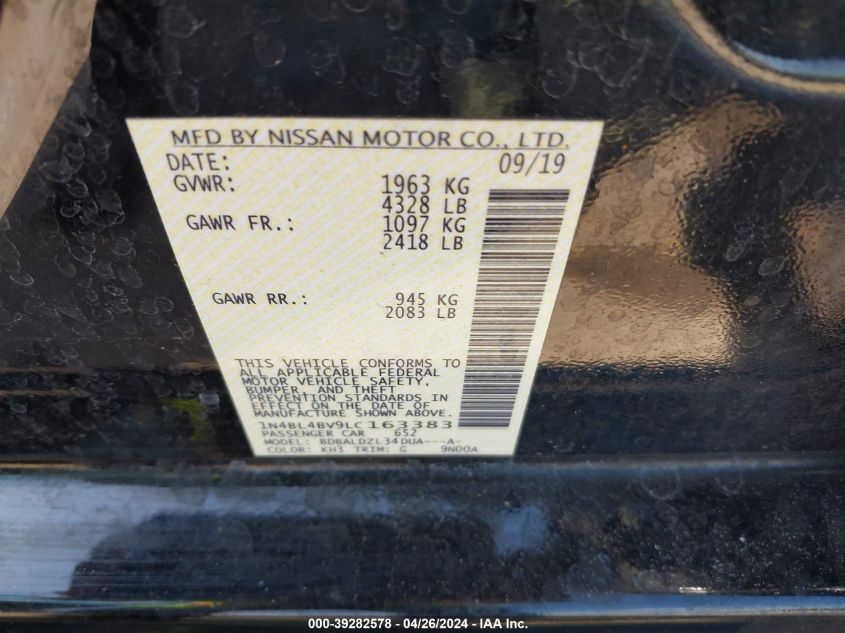 MFD BY NISSAN MOTOR CO., LTD.
DATE: 09/19
GVWR: 1963 KG
4328 LB
GAWR FR.: 1097 KG
2418 LB
GAWR RR.: 945 KG
2083 LB
THIS VEHICLE CONFORMS TO
ALL APPLICABLE FEDERAL
MOTOR VEHICLE SAFETY,
BUMPER, AND THEFT
PREVENTION STANDARDS
IN EFFECT ON THE DATE OF
MANUFACTURE SHOWN ABOVE.
1N4BL4BV9LC163383
PASSENGER CAR 652
MODEL: BDBALDZL34DUA---A-
COLOR: KH3 TRIM: G 9N00A
000-39282578 - 04/26/2024 - IAA Inc.